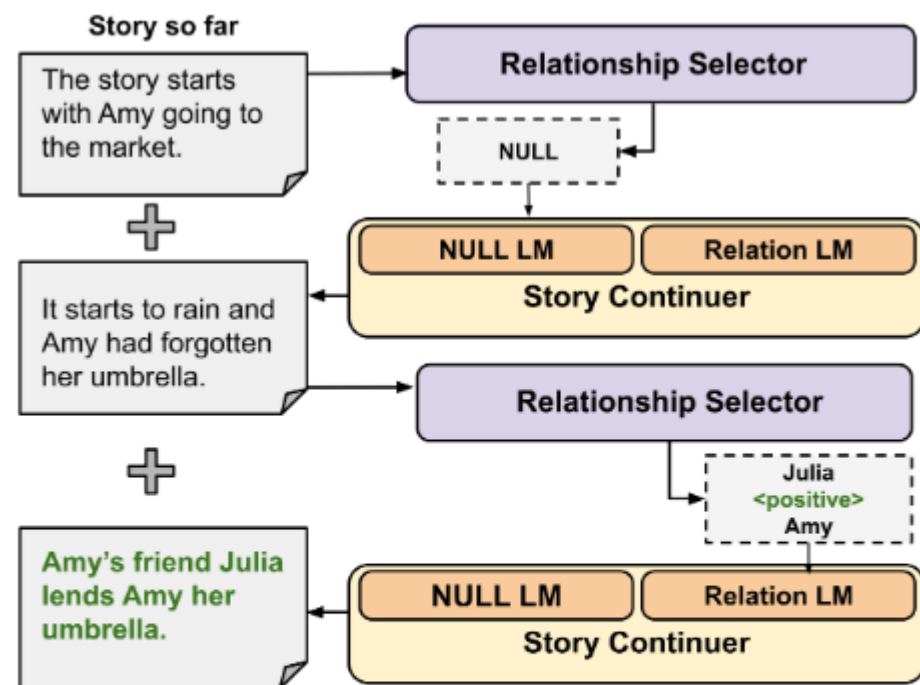 Story so far
The story starts
with Amy going to
the market.
Relationship Selector
NULL
NULL LM
Relation LM
Story Continuer
It starts to rain and
Amy had forgotten
her umbrella.
Relationship Selector
Julia
<positive>
Amy
NULL LM
Relation LM
Story Continuer
Amy's friend Julia
lends Amy her
umbrella.